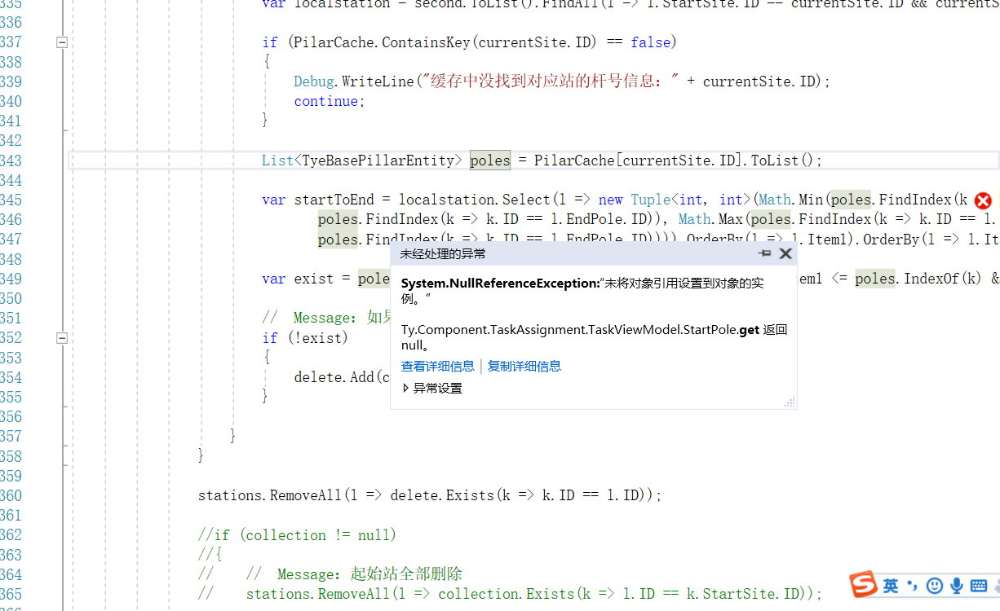 335 var localstation = second.ToList().FindAll(l => l.StartSite.ID == currentSite.ID && currentS
336
337 if (PilarCache.ContainsKey(currentSite.ID) == false)
338 {
339 Debug.WriteLine("缓存中没找到对应站的杆号信息：" + currentSite.ID);
340 continue;
341 }
342
343 List<TyeBasePillarEntity> poles = PilarCache[currentSite.ID].ToList();
344
345 var startToEnd = localstation.Select(l => new Tuple<int, int>(Math.Min(poles.FindIndex(k
346 poles.FindIndex(k => k.ID == l.EndPole.ID)), Math.Max(poles.FindIndex(k => k.ID == l.
347 poles.FindIndex(k => k.ID == l.EndPole.ID)))).OrderBy(l => l.Item1).OrderBy(l => l.It
348 未经处理的异常
349 var exist = pole em1 <= poles.IndexOf(k) &
System.NullReferenceException:“未将对象引用设置到对象的实
350 例。”
351 // Message：如果
352 if (!exist)
Ty.Component.TaskAssignment.TaskViewModel.StartPole.get 返回
353 {
null。
354 delete.Add(c
查看详细信息 | 复制详细信息
355 }
异常设置
356
357 }
358 }
359
360 stations.RemoveAll(l => delete.Exists(k => k.ID == l.ID));
361
362 //if (collection != null)
363 //{
364 // // Message：起始站全部删除
365 // stations.RemoveAll(l => collection.Exists(k => l.ID == k.StartSite.ID));
英